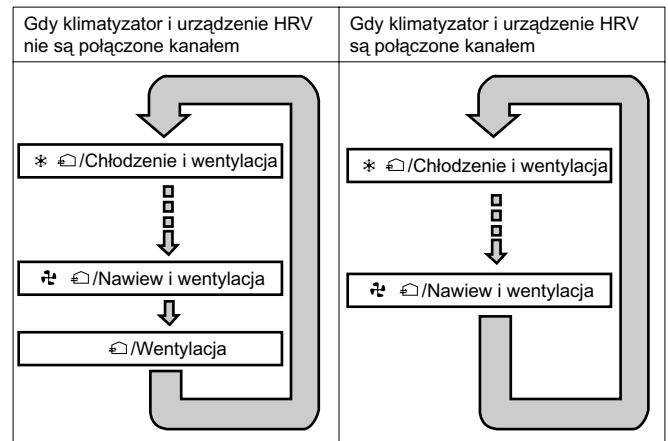 Gdy klimatyzator i urządzenie HRV
nie są połączone kanałem
Gdy klimatyzator i urządzenie HRV
są połączone kanałem
/Chłodzenie i wentylacja
/Nawiew i wentylacja
/Wentylacja
/Chłodzenie i wentylacja
/Nawiew i wentylacja